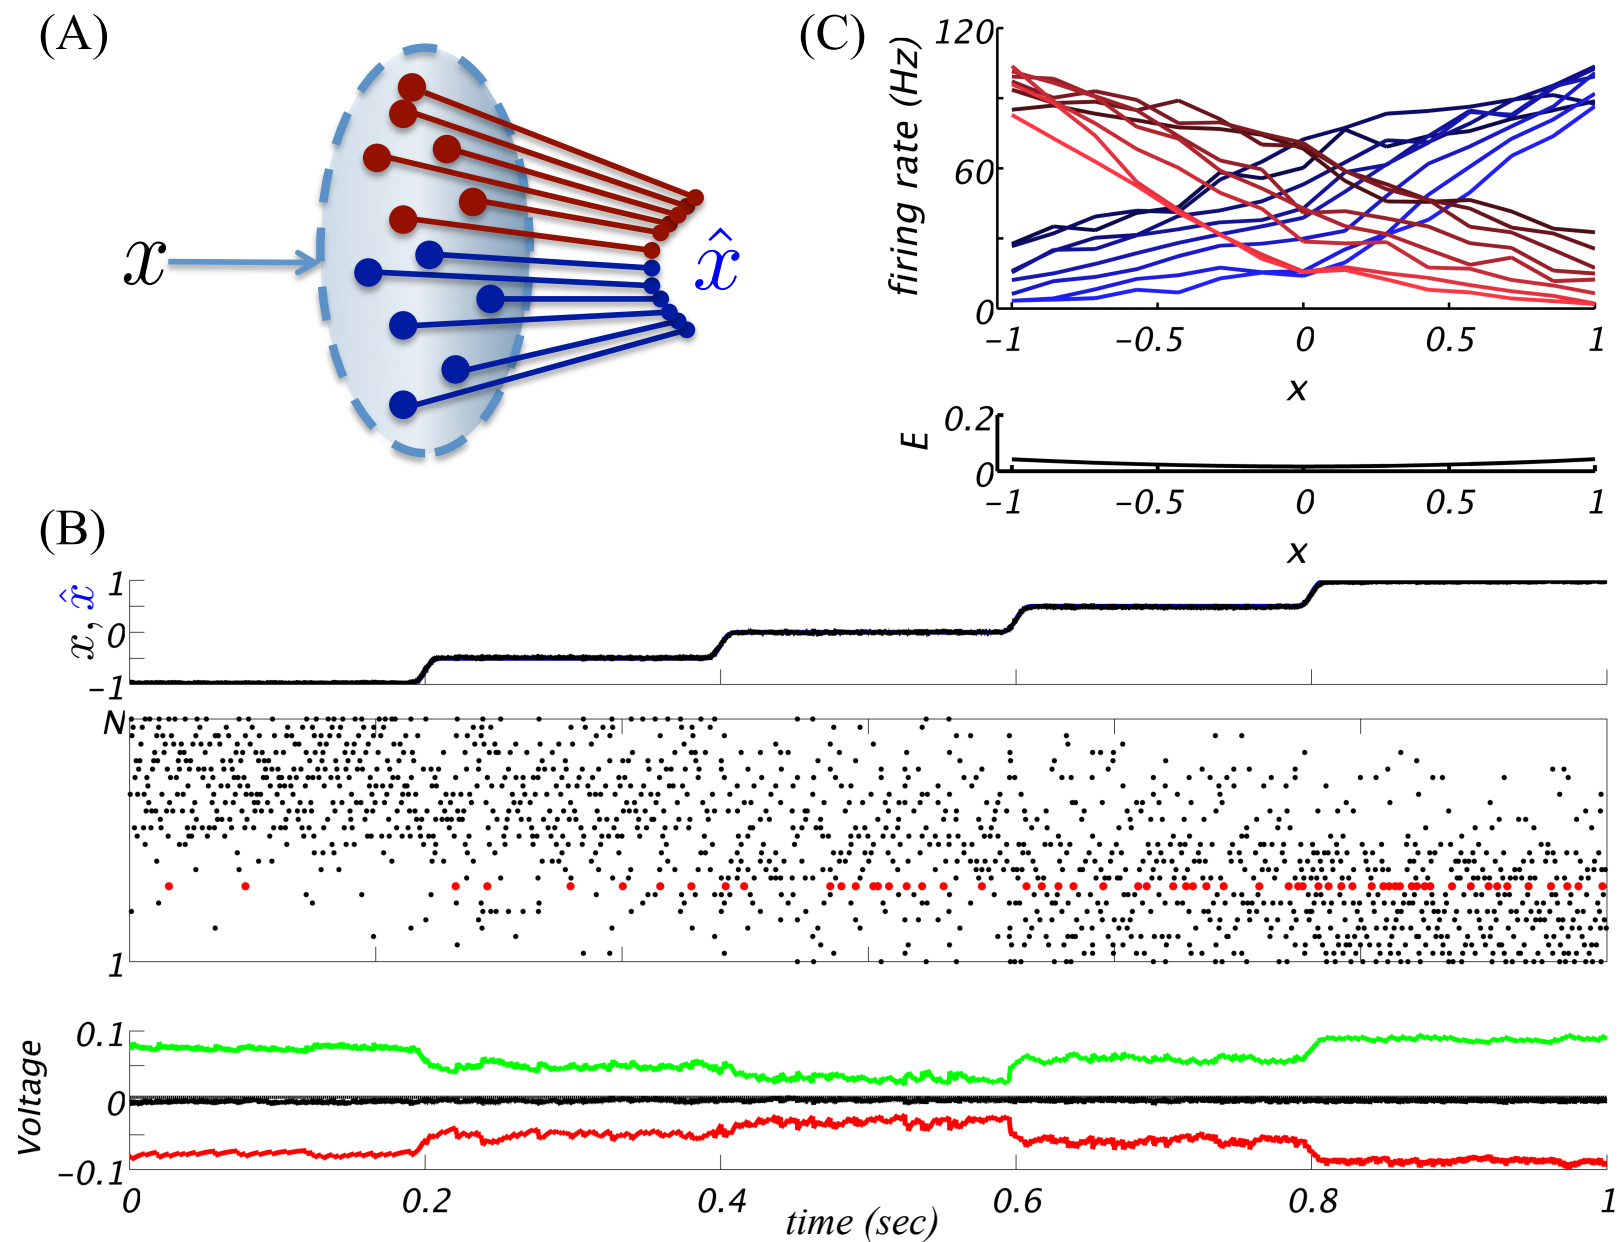 (A)
x
x̂
(C)
firing rate (Hz)
120
60
0
−1 −0.5 0 0.5 1
x
E
0.2
0
−1 −0.5 0 0.5 1
x
(B)
x, x̂
1
0
−1
N
1
Voltage
0.1
0
−0.1
0 0.2 0.4 0.6 0.8 1
time (sec)